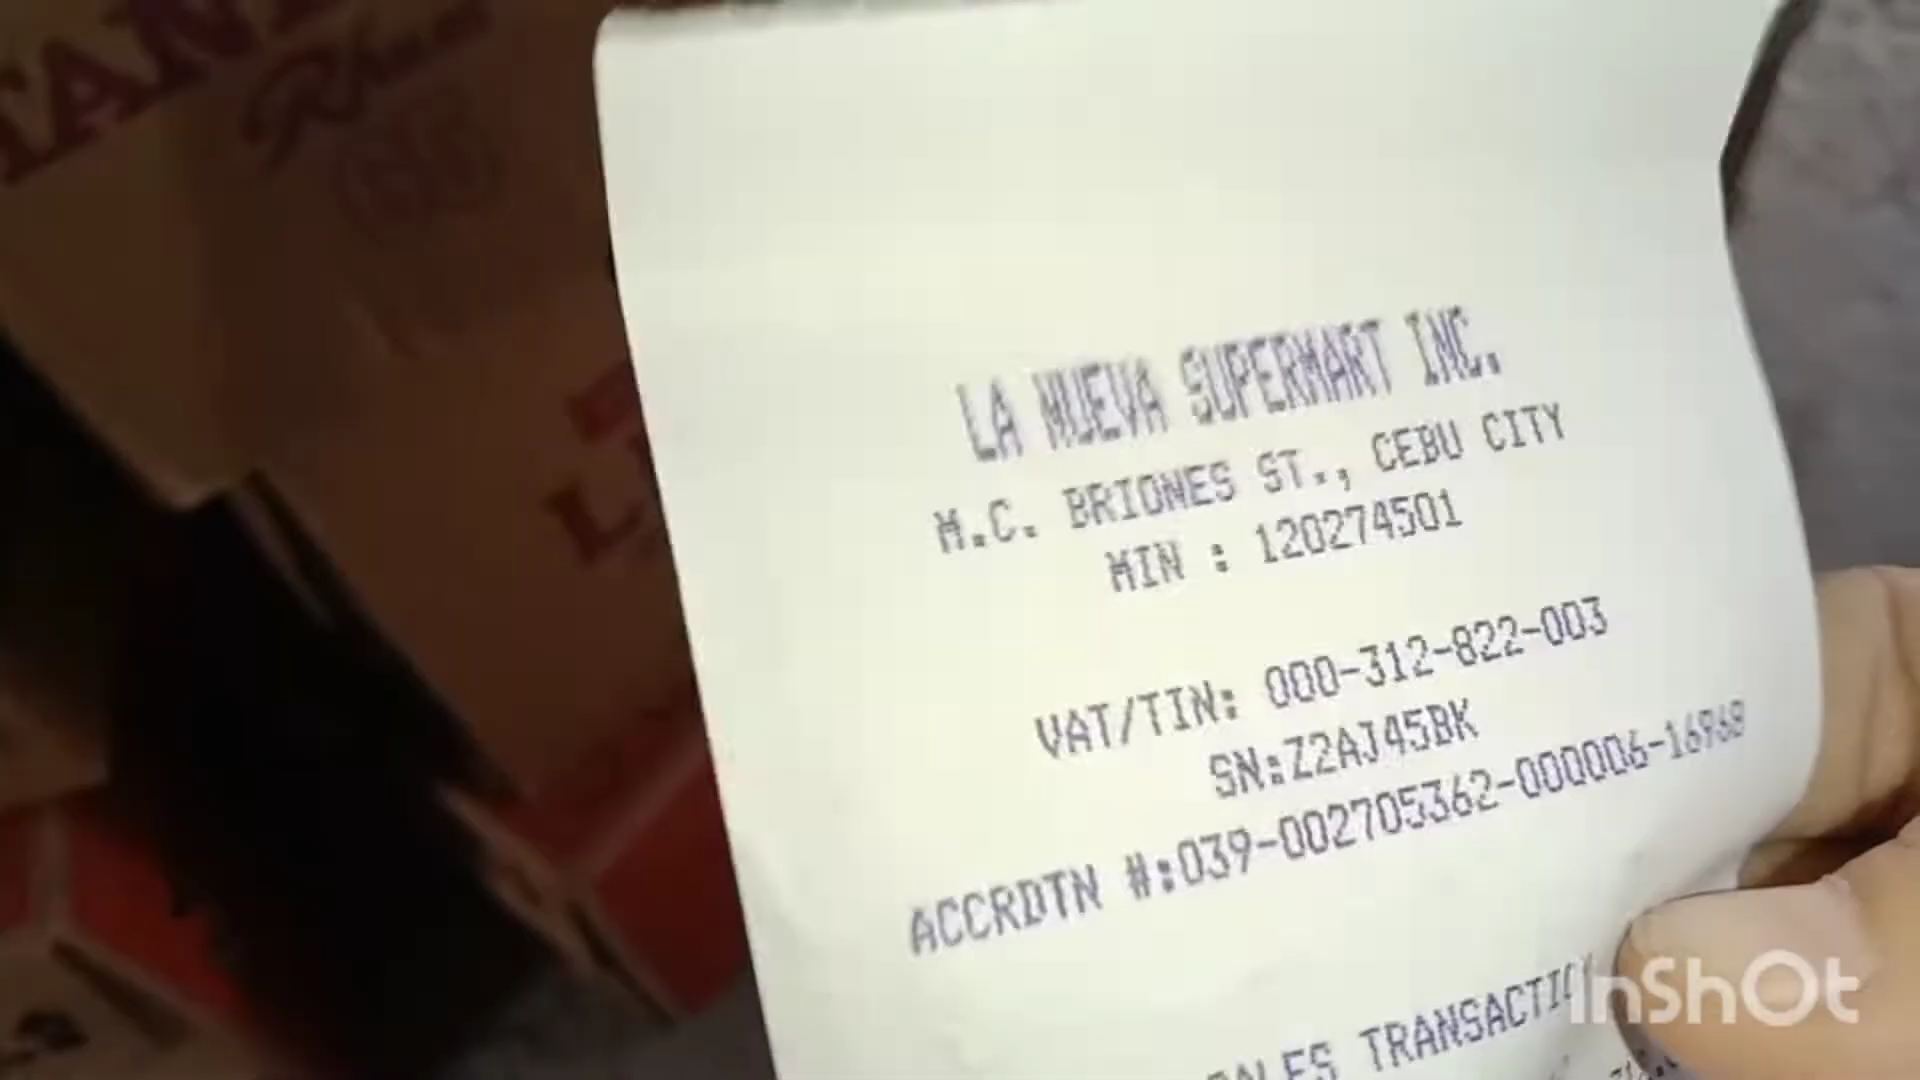 LA NUEVA SUPERMART INC.
M.C. BRIONES ST., CEBU CITY
MIN : 120274501
VAT/TIN: 000-312-822-003
SN:Z2AJ45BK
ACCRDTN #:039-002705362-000006-16968
TRANSACTI
InShOt